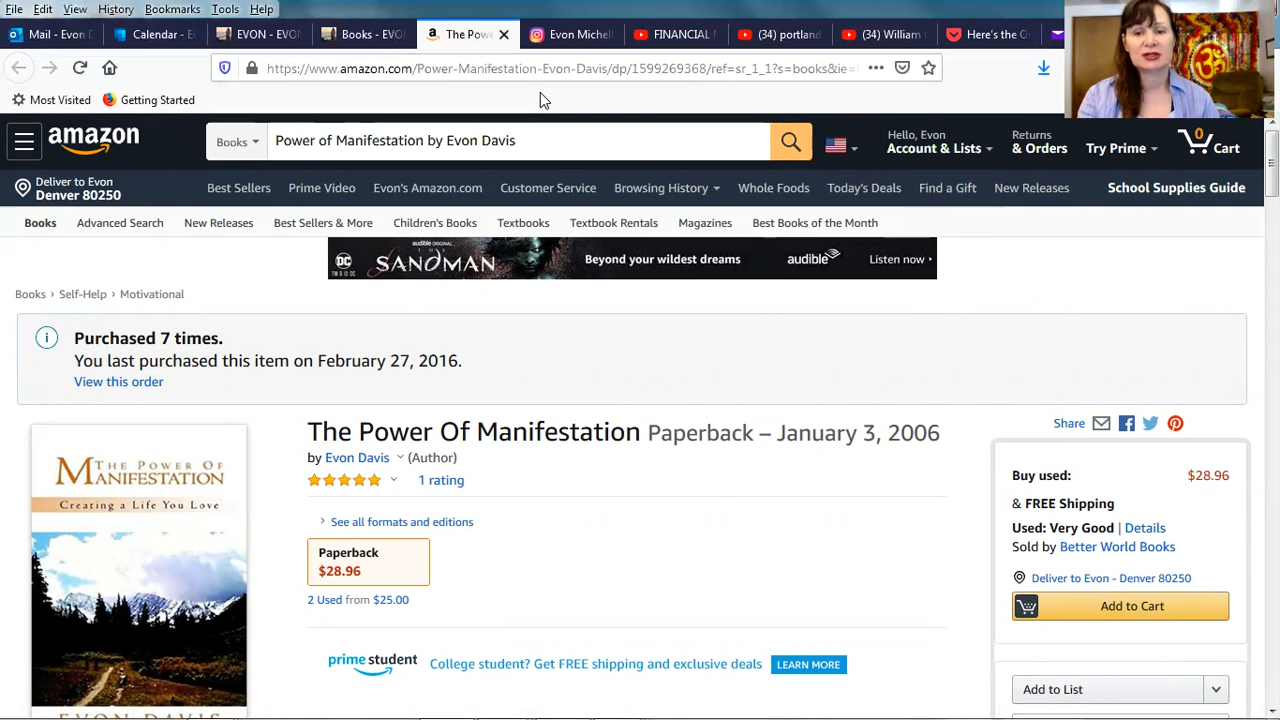 File Edit View History Bookmarks Tools Help
Mail - Evon D
Calendar - E
EVON - EVON
Books - EVO
The Powe
Evon Michell
FINANCIAL
(34) portland
(34) William
Here's the G
https://www.amazon.com/Power-Manifestation-Evon-Davis/dp/1599269368/ref=sr_1_1?s=books&ie=
Most Visited Getting Started
amazon
Books
Power of Manifestation by Evon Davis
Hello, Evon
Account & Lists
Returns
& Orders
Try Prime
0
Cart
Deliver to Evon
Denver 80250
Best Sellers Prime Video Evon's Amazon.com Customer Service Browsing History Whole Foods Today's Deals Find a Gift New Releases School Supplies Guide
Books Advanced Search New Releases Best Sellers & More Children's Books Textbooks Textbook Rentals Magazines Best Books of the Month
DC
audible ORIGINAL
THE
SANDMAN
Beyond your wildest dreams
audible
Listen now ›
Books › Self-Help › Motivational
Purchased 7 times.
You last purchased this item on February 27, 2016.
View this order
THE POWER OF
MANIFESTATION
Creating a Life You Love
EVON DAVIS
The Power Of Manifestation Paperback – January 3, 2006
by Evon Davis (Author)
1 rating
See all formats and editions
Paperback
$28.96
2 Used from $25.00
prime student
College student? Get FREE shipping and exclusive deals
LEARN MORE
Share
Buy used: $28.96
& FREE Shipping
Used: Very Good | Details
Sold by Better World Books
Deliver to Evon - Denver 80250
Add to Cart
Add to List